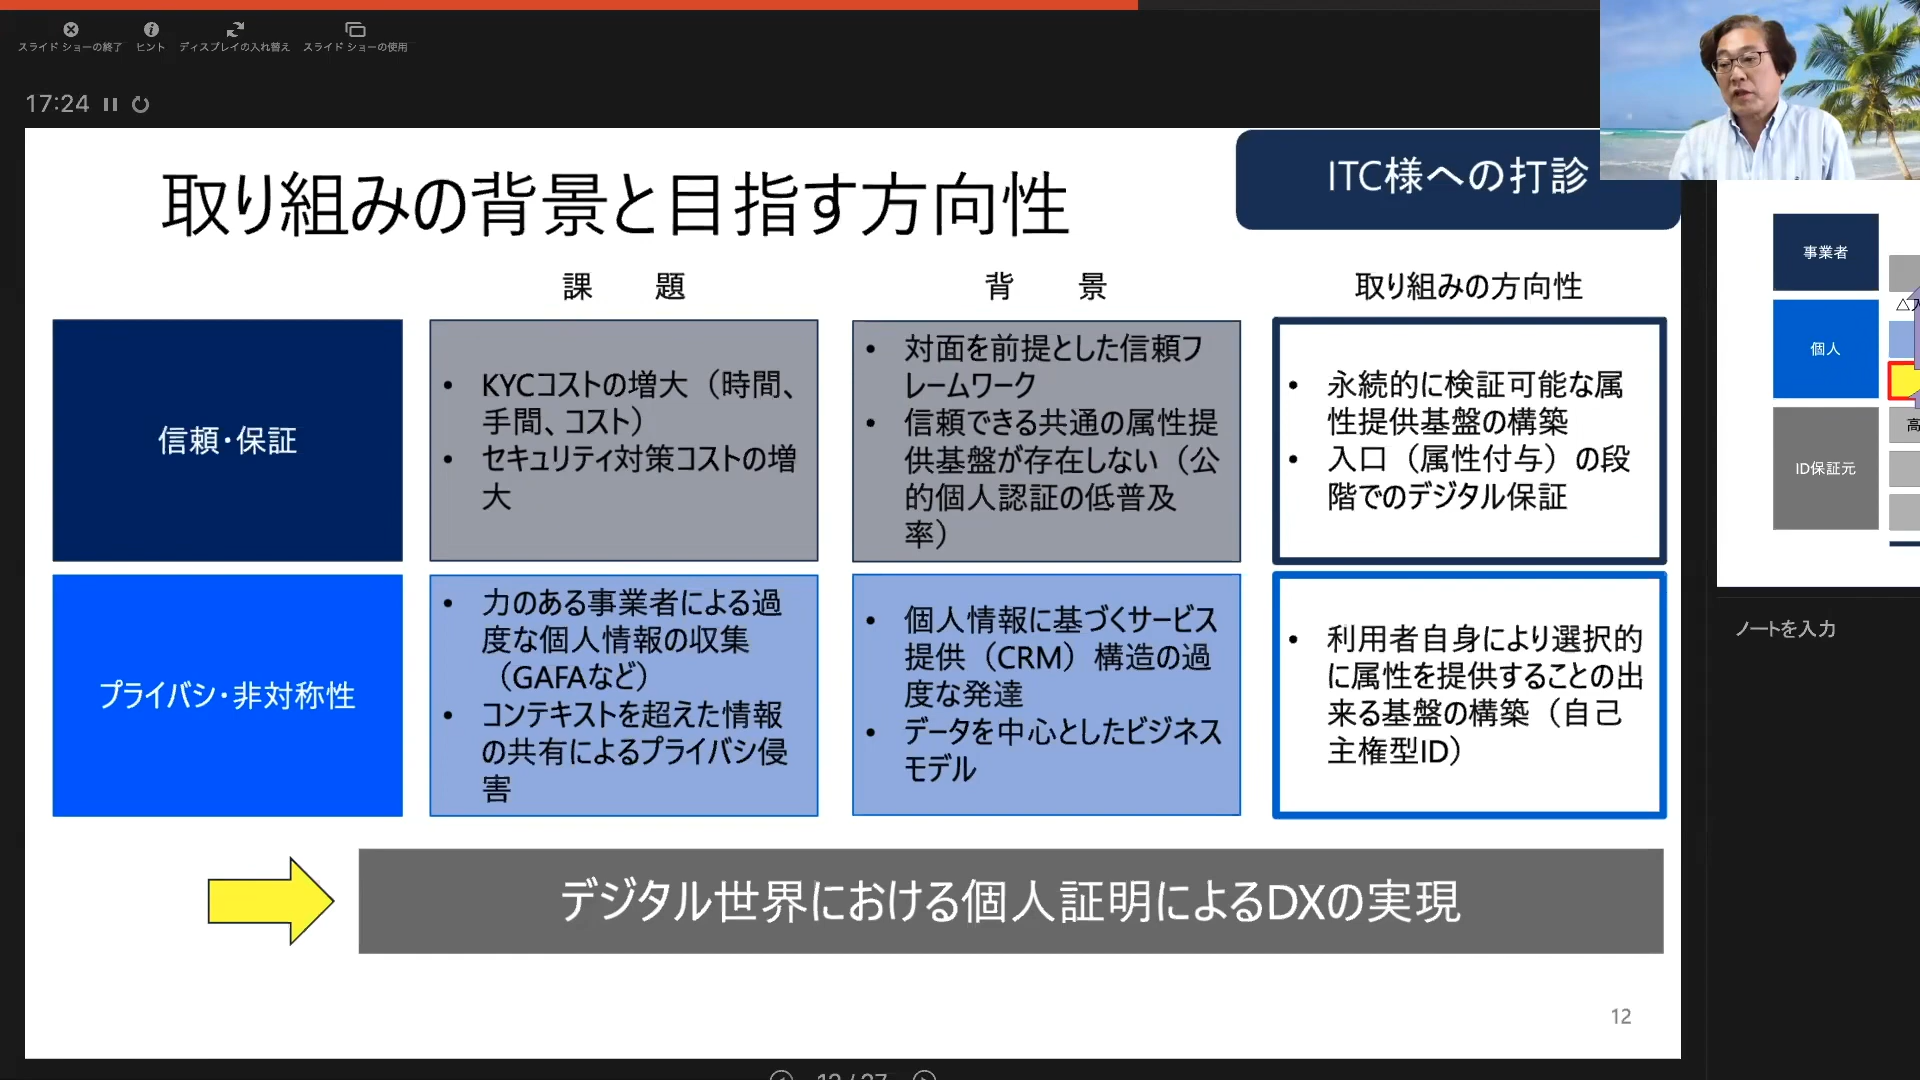 スライド ショーの終了
ヒント
ディスプレイの入れ替え
スライド ショーの使用
17:24
取り組みの背景と目指す方向性
ITC様への打診
課 題
背 景
取り組みの方向性
信頼・保証
• KYCコストの増大（時間、
手間、コスト）
• セキュリティ対策コストの増
大
• 対面を前提とした信頼フ
レームワーク
• 信頼できる共通の属性提
供基盤が存在しない（公
的個人認証の低普及
率）
• 永続的に検証可能な属
性提供基盤の構築
• 入口（属性付与）の段
階でのデジタル保証
プライバシ・非対称性
• 力のある事業者による過
度な個人情報の収集
（GAFAなど）
• コンテキストを超えた情報
の共有によるプライバシ侵
害
• 個人情報に基づくサービス
提供（CRM）構造の過
度な発達
• データを中心としたビジネス
モデル
• 利用者自身により選択的
に属性を提供することの出
来る基盤の構築（自己
主権型ID）
デジタル世界における個人証明によるDXの実現
12
事業者
個人
ID保証元
高
ノートを入力